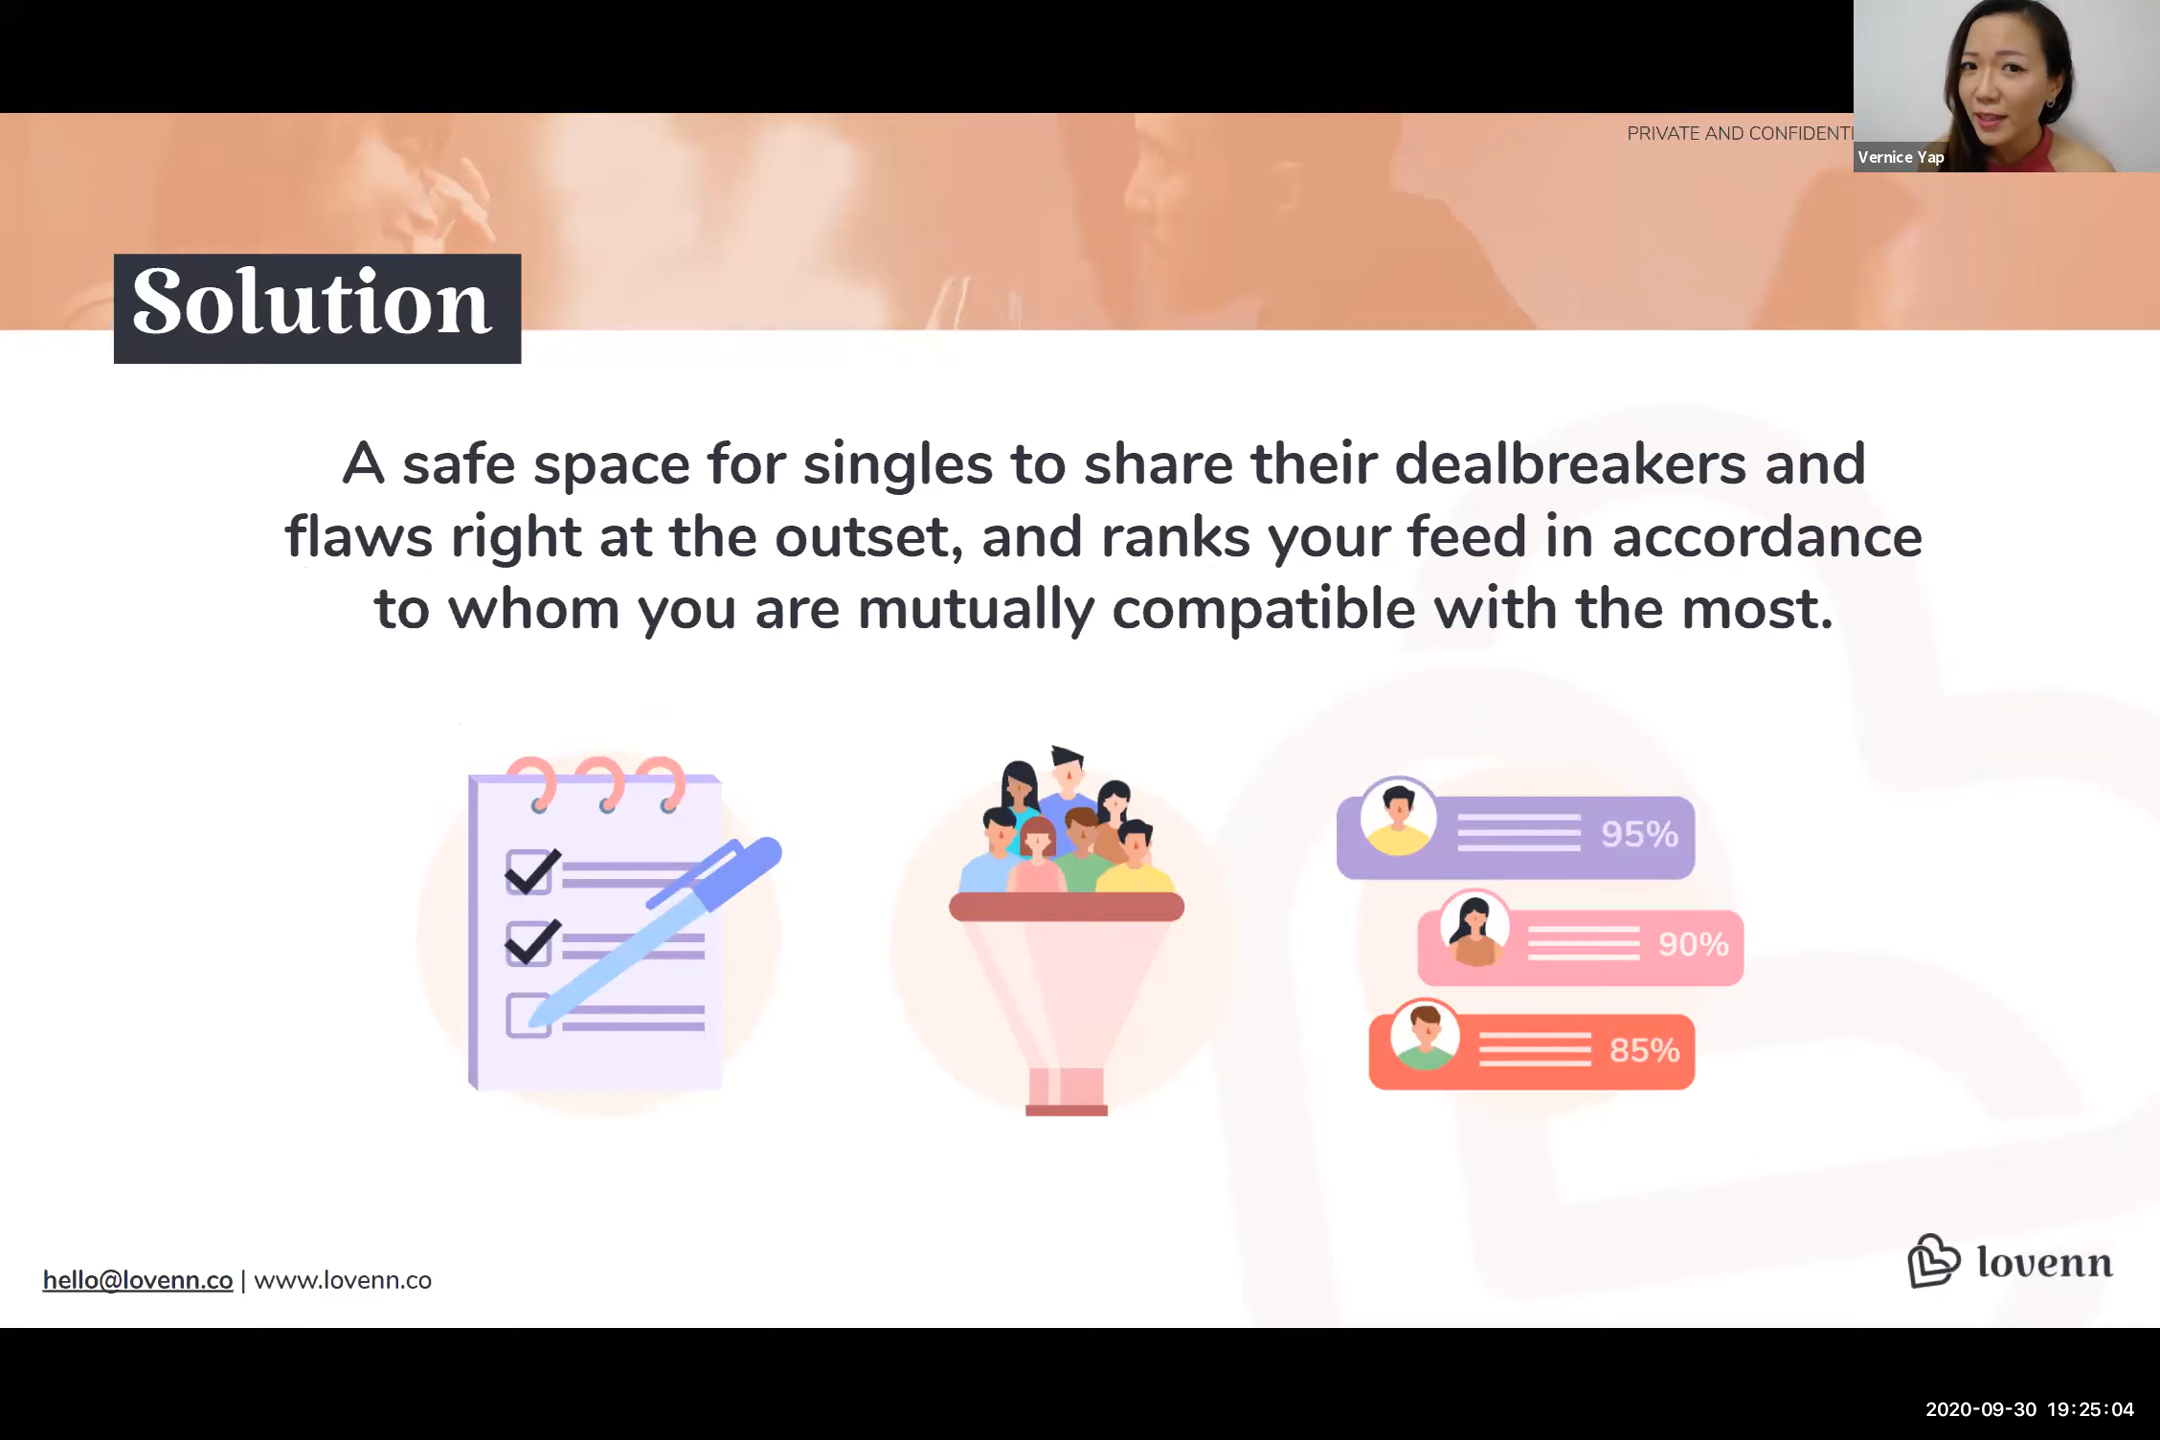 PRIVATE AND CONFIDENTI
Vernice Yap
Solution
A safe space for singles to share their dealbreakers and
flaws right at the outset, and ranks your feed in accordance
to whom you are mutually compatible with the most.
95%
90%
85%
hello@lovenn.co | www.lovenn.co
lovenn
2020-09-30 19:25:04